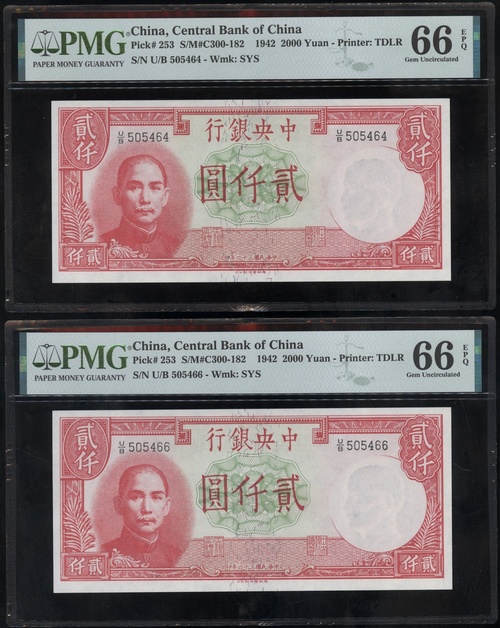 PMG
PAPER MONEY GUARANTY
China, Central Bank of China
Pick# 253 S/M#C300-182 1942 2000 Yuan - Printer: TDLR
S/N U/B 505464 - Wmk: SYS
66 EPQ
Gem Uncirculated
行銀央中
U/B 505464
U/B 505464
貳仟
圓仟貳
仟貳
仟貳
PMG
PAPER MONEY GUARANTY
China, Central Bank of China
Pick# 253 S/M#C300-182 1942 2000 Yuan - Printer: TDLR
S/N U/B 505466 - Wmk: SYS
66 EPQ
Gem Uncirculated
行銀央中
U/B 505466
U/B 505466
貳仟
圓仟貳
仟貳
仟貳